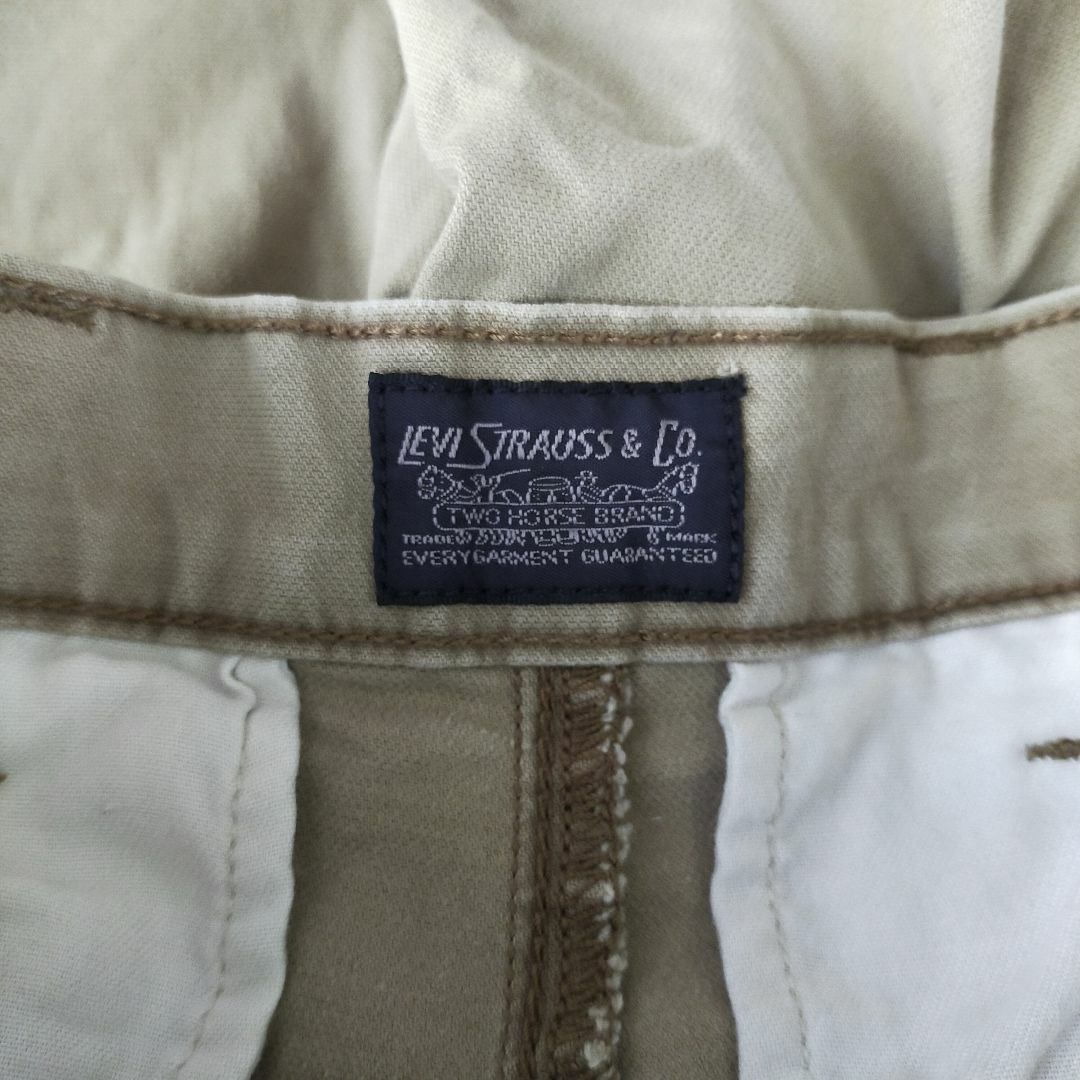 LEVI STRAUSS & CO.
TWO HORSE BRAND
TRADE MARK
EVERY GARMENT GUARANTEED